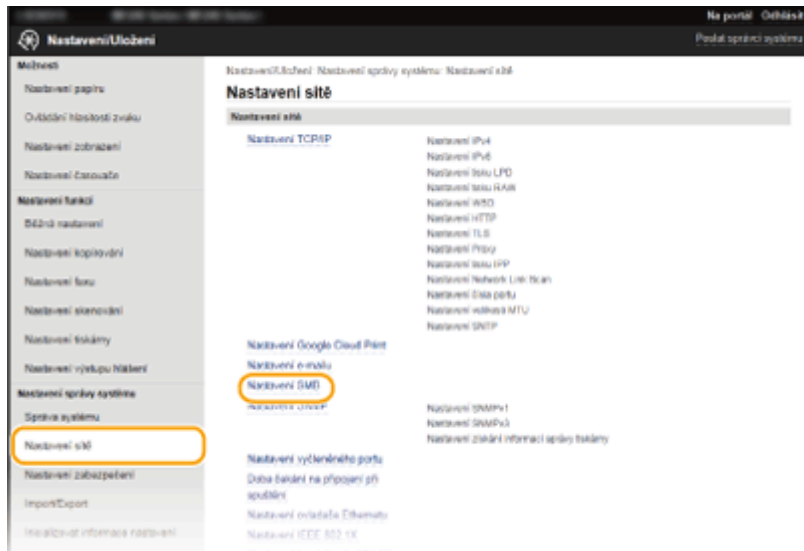 Na portál Odhlásit
Nastavení/Uložení
Poslat správci systému
Možnosti
Nastavení papíru
Ovládání hlasitosti zvuku
Nastavení zobrazení
Nastavení časovače
Nastavení funkcí
Běžná nastavení
Nastavení kopírování
Nastavení faxu
Nastavení skenování
Nastavení tiskárny
Nastavení výstupu hlášení
Nastavení správy systému
Správa systému
Nastavení sítě
Nastavení zabezpečení
Import/Export
Inicializovat informace nastavení
Nastavení/Uložení: Nastavení správy systému: Nastavení sítě
Nastavení sítě
Nastavení sítě
Nastavení TCP/IP
Nastavení IPv4
Nastavení IPv6
Nastavení tisku LPD
Nastavení tisku RAW
Nastavení WSD
Nastavení HTTP
Nastavení TLS
Nastavení Proxy
Nastavení tisku IPP
Nastavení Network Link Scan
Nastavení čísla portu
Nastavení velikosti MTU
Nastavení SNTP
Nastavení Google Cloud Print
Nastavení e-mailu
Nastavení SMB
Nastavení SNMP
Nastavení SNMPv1
Nastavení SNMPv3
Nastavení získání informací správy tiskárny
Nastavení vyčleněného portu
Doba čekání na připojení při
spuštění
Nastavení ovladače Ethernetu
Nastavení IEEE 802.1X